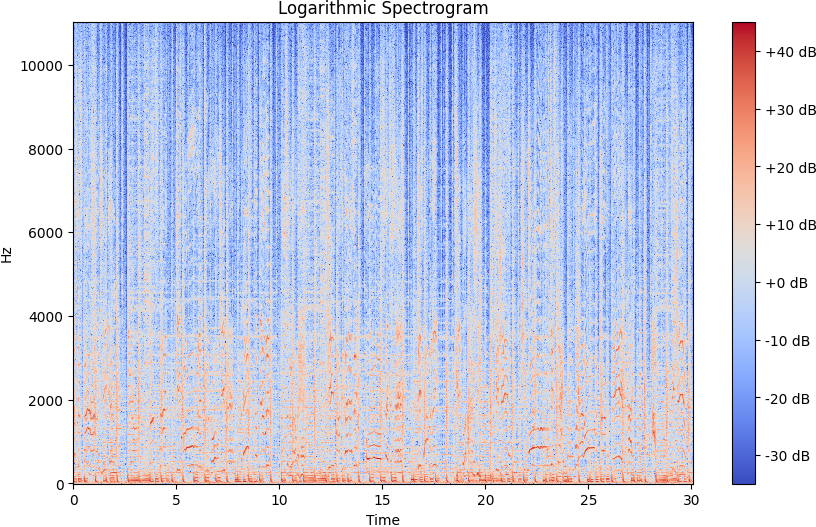 Logarithmic Spectrogram
Hz
10000
8000
6000
4000
2000
0
0 5 10 15 20 25 30
Time
+40 dB
+30 dB
+20 dB
+10 dB
+0 dB
-10 dB
-20 dB
-30 dB